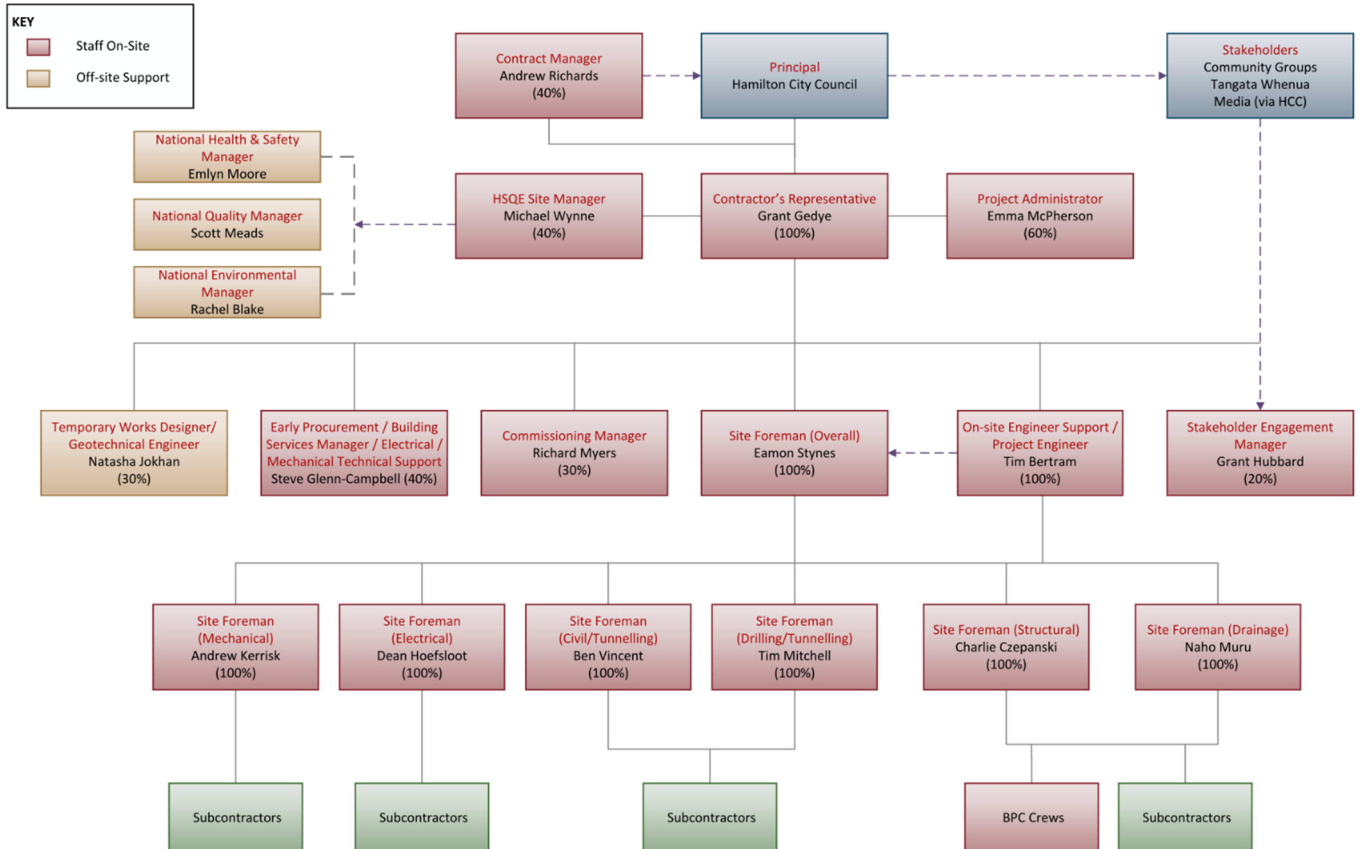 KEY
Staff On-Site
Off-site Support
Contract Manager
Andrew Richards
(40%)
Principal
Hamilton City Council
Stakeholders
Community Groups
Tangata Whenua
Media (via HCC)
National Health & Safety
Manager
Emlyn Moore
National Quality Manager
Scott Meads
National Environmental
Manager
Rachel Blake
HSQE Site Manager
Michael Wynne
(40%)
Contractor's Representative
Grant Gedye
(100%)
Project Administrator
Emma McPherson
(60%)
Temporary Works Designer/
Geotechnical Engineer
Natasha Jokhan
(30%)
Early Procurement / Building
Services Manager / Electrical /
Mechanical Technical Support
Steve Glenn-Campbell (40%)
Commissioning Manager
Richard Myers
(30%)
Site Foreman (Overall)
Eamon Stynes
(100%)
On-site Engineer Support /
Project Engineer
Tim Bertram
(100%)
Stakeholder Engagement
Manager
Grant Hubbard
(20%)
Site Foreman
(Mechanical)
Andrew Kerrisk
(100%)
Site Foreman
(Electrical)
Dean Hoefsloot
(100%)
Site Foreman
(Civil/Tunnelling)
Ben Vincent
(100%)
Site Foreman
(Drilling/Tunnelling)
Tim Mitchell
(100%)
Site Foreman (Structural)
Charlie Czepanski
(100%)
Site Foreman (Drainage)
Naho Muru
(100%)
Subcontractors
Subcontractors
Subcontractors
BPC Crews
Subcontractors